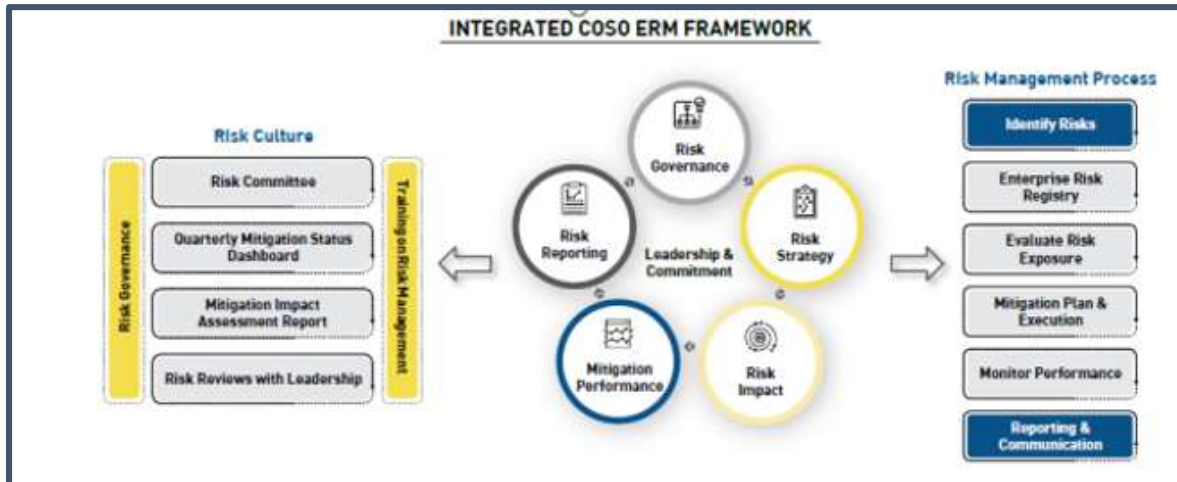 INTEGRATED COSO ERM FRAMEWORK
Risk Culture
Risk Governance
Risk Committee
Quarterly Mitigation Status
Dashboard
Mitigation Impact
Assessment Report
Risk Reviews with Leadership
Training on Risk Management
Risk
Governance
Risk
Reporting
Leadership &
Commitment
Risk
Strategy
Mitigation
Performance
Risk
Impact
Risk Management Process
Identify Risks
Enterprise Risk
Registry
Evaluate Risk
Exposure
Mitigation Plan &
Execution
Monitor Performance
Reporting &
Communication